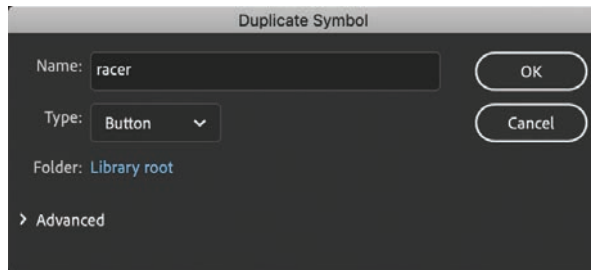 Duplicate Symbol
Name: racer
OK
Type: Button
Cancel
Folder: Library root
Advanced